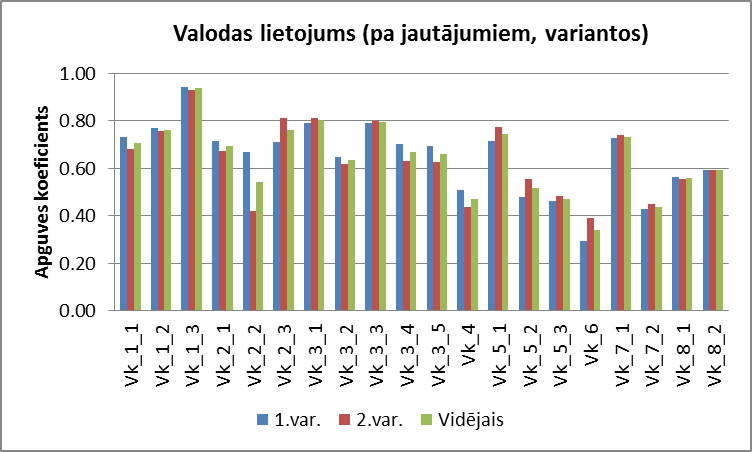 Valodas lietojums (pa jautājumiem, variantos)
Apguves koeficients
1.00
0.80
0.60
0.40
0.20
0.00
Vk_1_1
Vk_1_2
Vk_1_3
Vk_2_1
Vk_2_2
Vk_2_3
Vk_3_1
Vk_3_2
Vk_3_3
Vk_3_4
Vk_3_5
Vk_4
Vk_5_1
Vk_5_2
Vk_5_3
Vk_6
Vk_7_1
Vk_7_2
Vk_8_1
Vk_8_2
1.var. 2.var. Vidējais